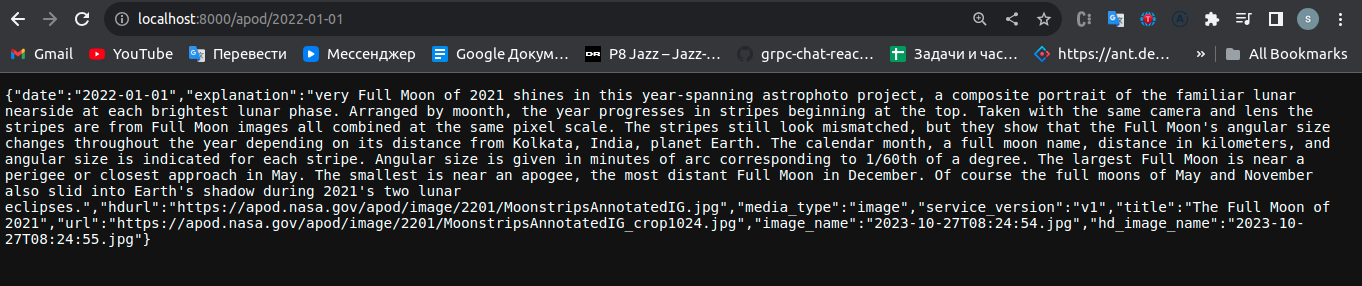 localhost:8000/apod/2022-01-01
S
Gmail
YouTube
Перевести
Мессенджер
Google Докум…
DR
P8 Jazz – Jazz-…
grpc-chat-reac…
Задачи и час…
https://ant.de…
»
All Bookmarks
{"date":"2022-01-01","explanation":"very Full Moon of 2021 shines in this year-spanning astrophoto project, a composite portrait of the familiar lunar
nearside at each brightest lunar phase. Arranged by moonth, the year progresses in stripes beginning at the top. Taken with the same camera and lens the
stripes are from Full Moon images all combined at the same pixel scale. The stripes still look mismatched, but they show that the Full Moon's angular size
changes throughout the year depending on its distance from Kolkata, India, planet Earth. The calendar month, a full moon name, distance in kilometers, and
angular size is indicated for each stripe. Angular size is given in minutes of arc corresponding to 1/60th of a degree. The largest Full Moon is near a
perigee or closest approach in May. The smallest is near an apogee, the most distant Full Moon in December. Of course the full moons of May and November
also slid into Earth's shadow during 2021's two lunar
eclipses.","hdurl":"https://apod.nasa.gov/apod/image/2201/MoonstripsAnnotatedIG.jpg","media_type":"image","service_version":"v1","title":"The Full Moon of
2021","url":"https://apod.nasa.gov/apod/image/2201/MoonstripsAnnotatedIG_crop1024.jpg","image_name":"2023-10-27T08:24:54.jpg","hd_image_name":"2023-10-
27T08:24:55.jpg"}